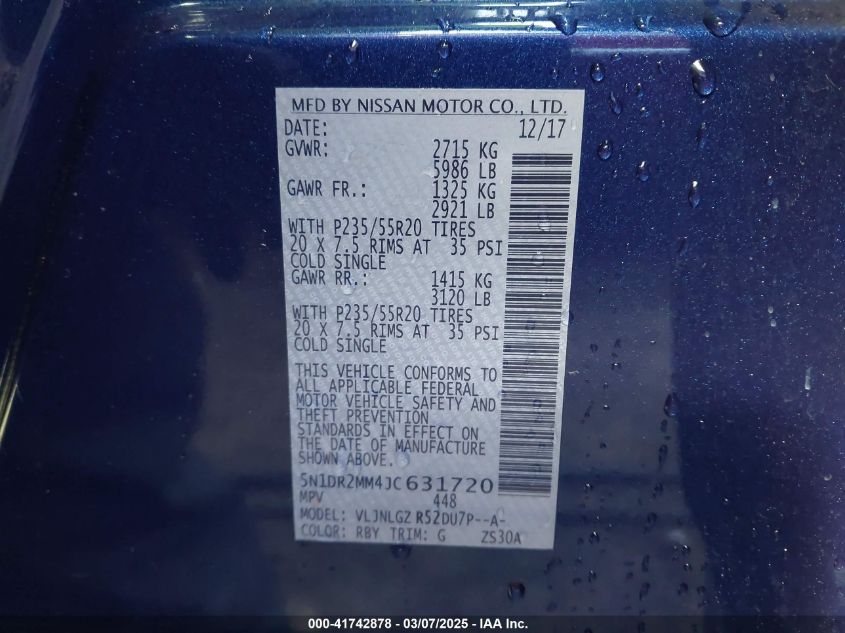 MFD BY NISSAN MOTOR CO., LTD.
DATE: 12/17
GVWR: 2715 KG
5986 LB
GAWR FR.: 1325 KG
2921 LB
WITH P235/55R20 TIRES
20 X 7.5 RIMS AT 35 PSI
COLD SINGLE
GAWR RR.: 1415 KG
3120 LB
WITH P235/55R20 TIRES
20 X 7.5 RIMS AT 35 PSI
COLD SINGLE
THIS VEHICLE CONFORMS TO
ALL APPLICABLE FEDERAL
MOTOR VEHICLE SAFETY AND
THEFT PREVENTION
STANDARDS IN EFFECT ON
THE DATE OF MANUFACTURE
SHOWN ABOVE.
5N1DR2MM4JC631720
MPV 448
MODEL: VLJNLGZ R52DU7P--A-
COLOR: RBY TRIM: G ZS30A
000-41742878 - 03/07/2025 - IAA Inc.